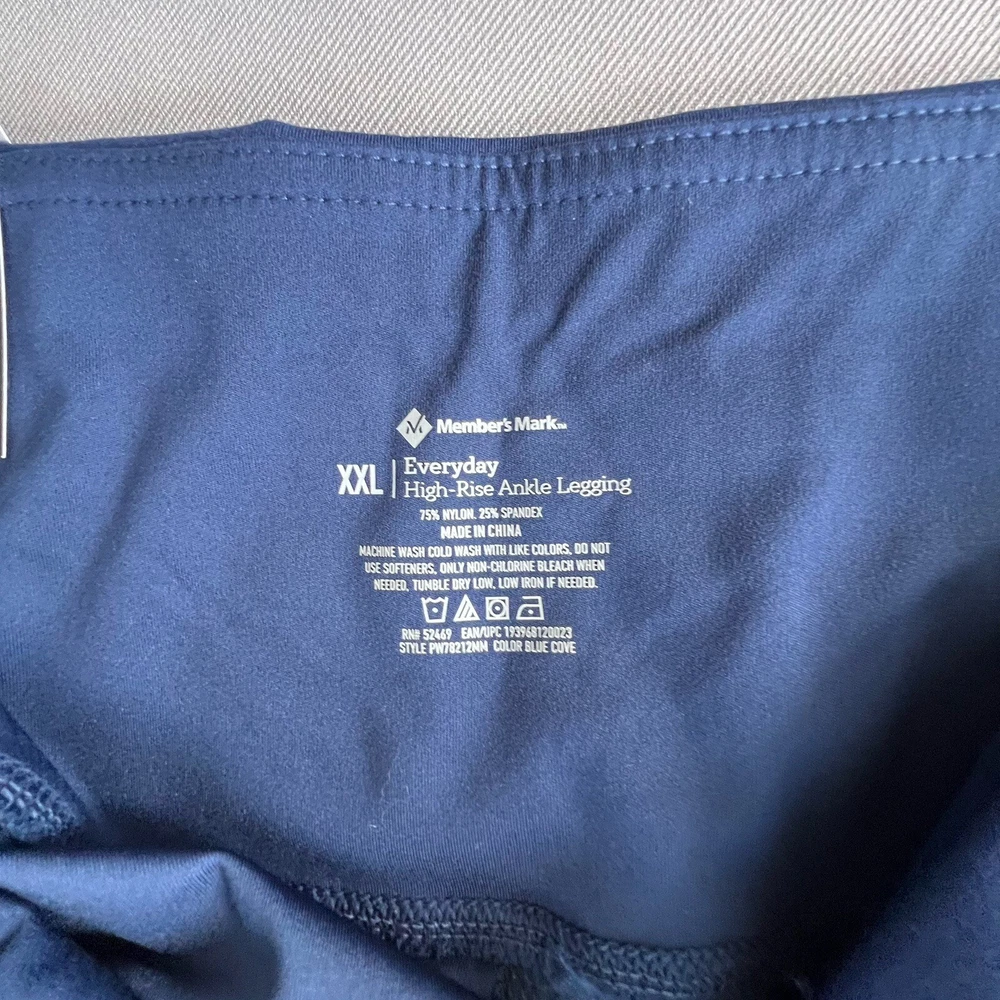 Member's Mark™
XXL | Everyday
High-Rise Ankle Legging
75% NYLON. 25% SPANDEX
MADE IN CHINA
MACHINE WASH COLD WASH WITH LIKE COLORS, DO NOT
USE SOFTENERS, ONLY NON-CHLORINE BLEACH WHEN
NEEDED, TUMBLE DRY LOW. LOW IRON IF NEEDED.
RN# 52469 EAN/UPC 193968120023
STYLE PW78212MM COLOR BLUE COVE